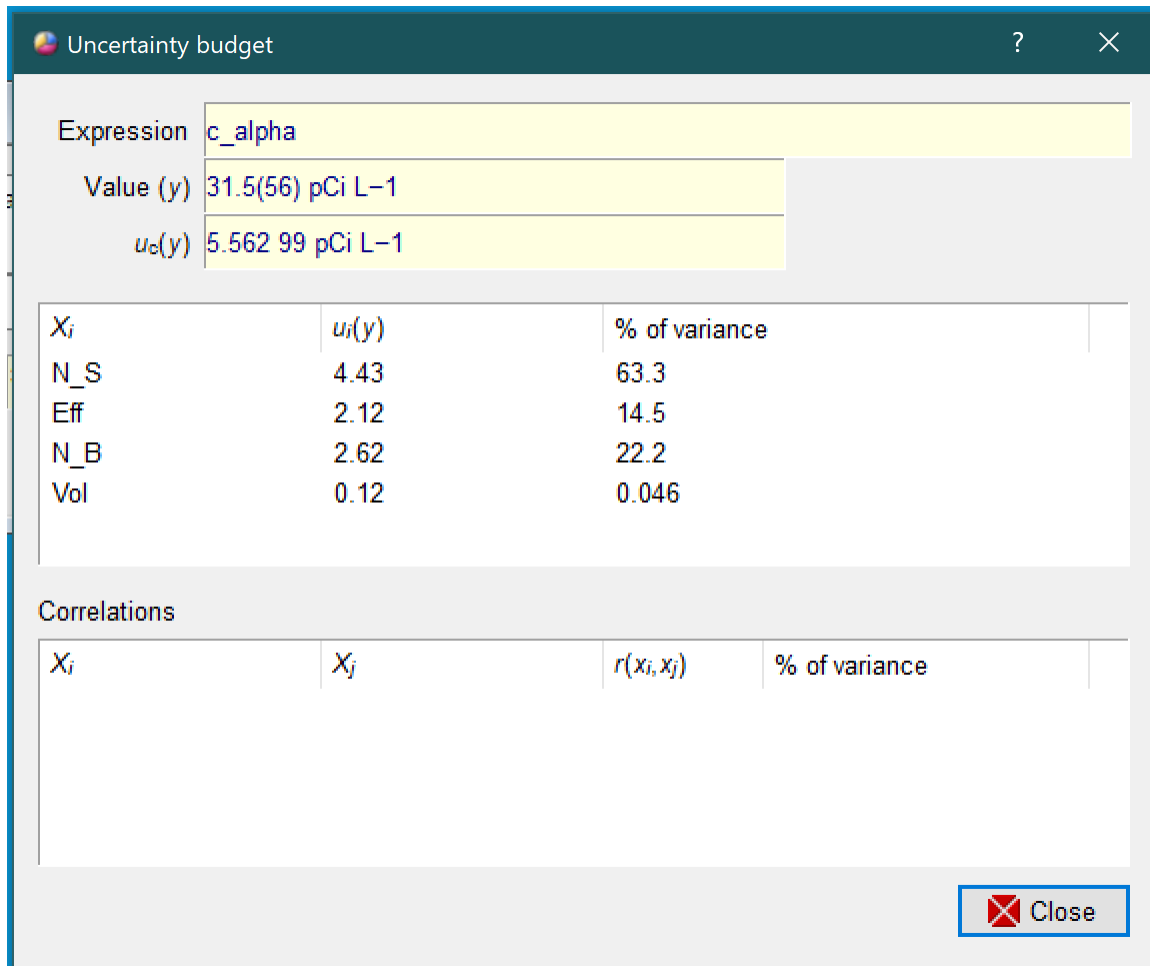 Uncertainty budget ?
Expression c_alpha
Value (y) 31.5(56) pCi L−1
uc(y) 5.562 99 pCi L−1
Xi ui(y) % of variance
N_S 4.43 63.3
Eff 2.12 14.5
N_B 2.62 22.2
Vol 0.12 0.046
Correlations
Xi Xj r(xi,xj) % of variance
Close